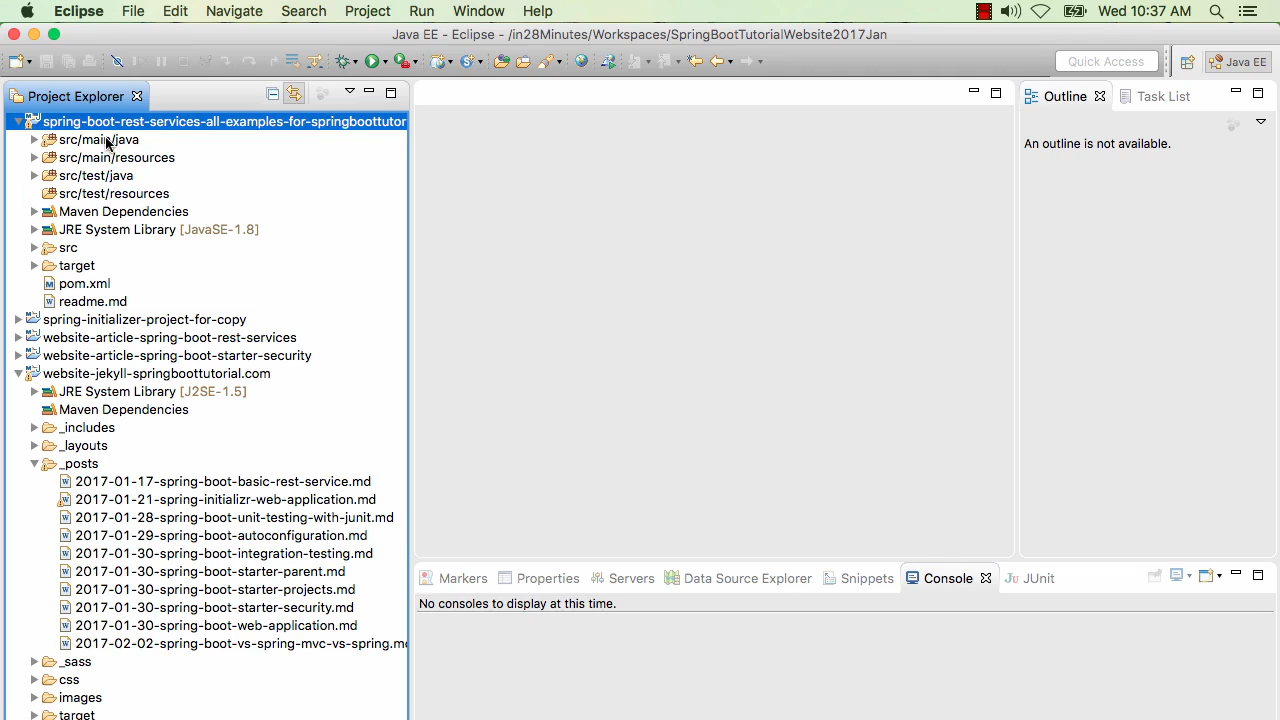 Eclipse File Edit Navigate Search Project Run Window Help Wed 10:37 AM
Java EE - Eclipse - /in28Minutes/Workspaces/SpringBootTutorialWebsite2017Jan
Quick Access
Java EE
Project Explorer
spring-boot-rest-services-all-examples-for-springboottutor
src/main/java
src/main/resources
src/test/java
src/test/resources
Maven Dependencies
JRE System Library [JavaSE-1.8]
src
target
pom.xml
readme.md
spring-initializer-project-for-copy
website-article-spring-boot-rest-services
website-article-spring-boot-starter-security
website-jekyll-springboottutorial.com
JRE System Library [J2SE-1.5]
Maven Dependencies
_includes
_layouts
_posts
2017-01-17-spring-boot-basic-rest-service.md
2017-01-21-spring-initializr-web-application.md
2017-01-28-spring-boot-unit-testing-with-junit.md
2017-01-29-spring-boot-autoconfiguration.md
2017-01-30-spring-boot-integration-testing.md
2017-01-30-spring-boot-starter-parent.md
2017-01-30-spring-boot-starter-projects.md
2017-01-30-spring-boot-starter-security.md
2017-01-30-spring-boot-web-application.md
2017-02-02-spring-boot-vs-spring-mvc-vs-spring.md
_sass
css
images
target
Outline Task List
An outline is not available.
Markers Properties Servers Data Source Explorer Snippets Console JUnit
No consoles to display at this time.